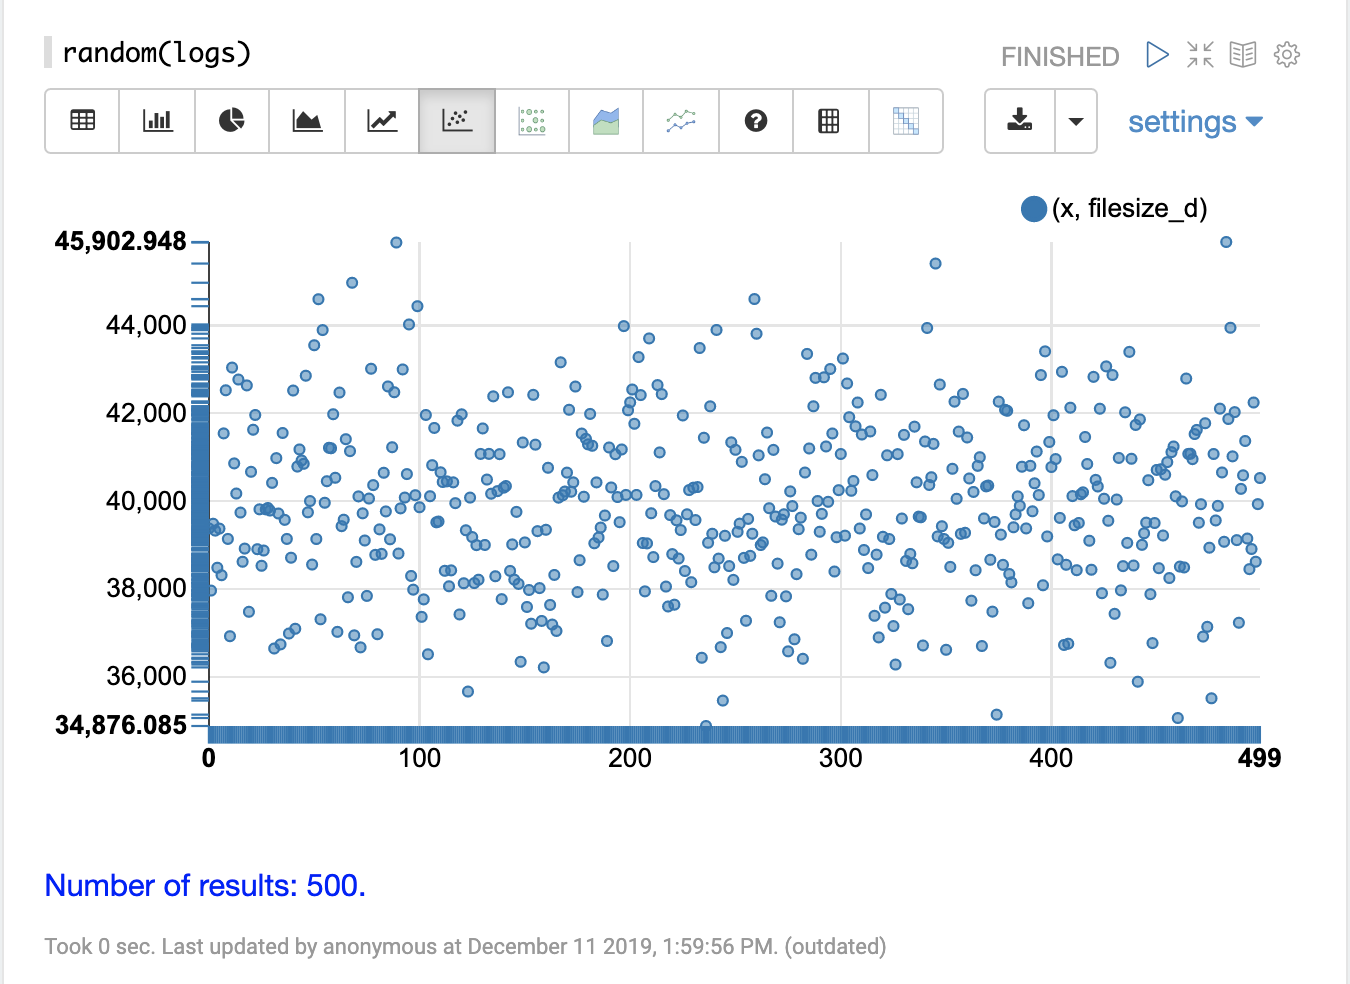 random(logs)
FINISHED
settings
(x, filesize_d)
45,902.948
44,000
42,000
40,000
38,000
36,000
34,876.085
0 100 200 300 400 499
Number of results: 500.
Took 0 sec. Last updated by anonymous at December 11 2019, 1:59:56 PM. (outdated)